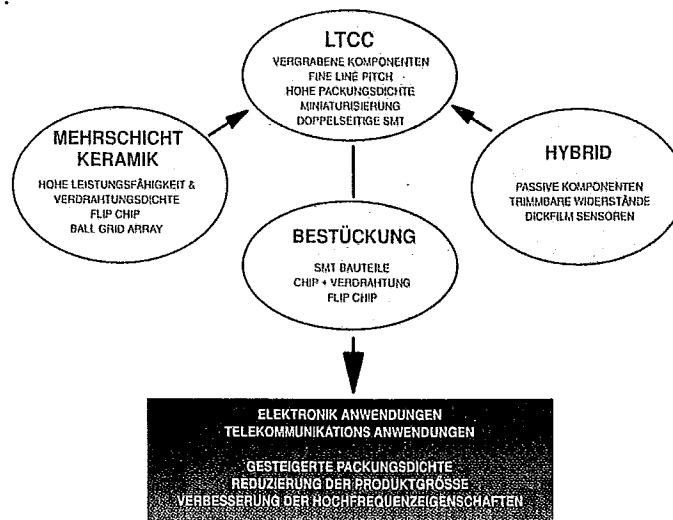 LTCC
VERGRABENE KOMPONENTEN
FINE LINE PITCH
HOHE PACKUNGSDICHTE
MINIATURISIERUNG
DOPPELSEITIGE SMT
MEHRSCHICHT
KERAMIK
HOHE LEISTUNGSFÄHIGKEIT &
VERDRAHTUNGSDICHTE
FLIP CHIP
BALL GRID ARRAY
HYBRID
PASSIVE KOMPONENTEN
TRIMMBARE WIDERSTÄNDE
DICKFILM SENSOREN
BESTÜCKUNG
SMT BAUTEILE
CHIP + VERDRAHTUNG
FLIP CHIP
ELEKTRONIK ANWENDUNGEN
TELEKOMMUNIKATIONS ANWENDUNGEN
GESTEIGERTE PACKUNGSDICHTE
REDUZIERUNG DER PRODUKTGRÖSSE
VERBESSERUNG DER HOCHFREQUENZEIGENSCHAFTEN